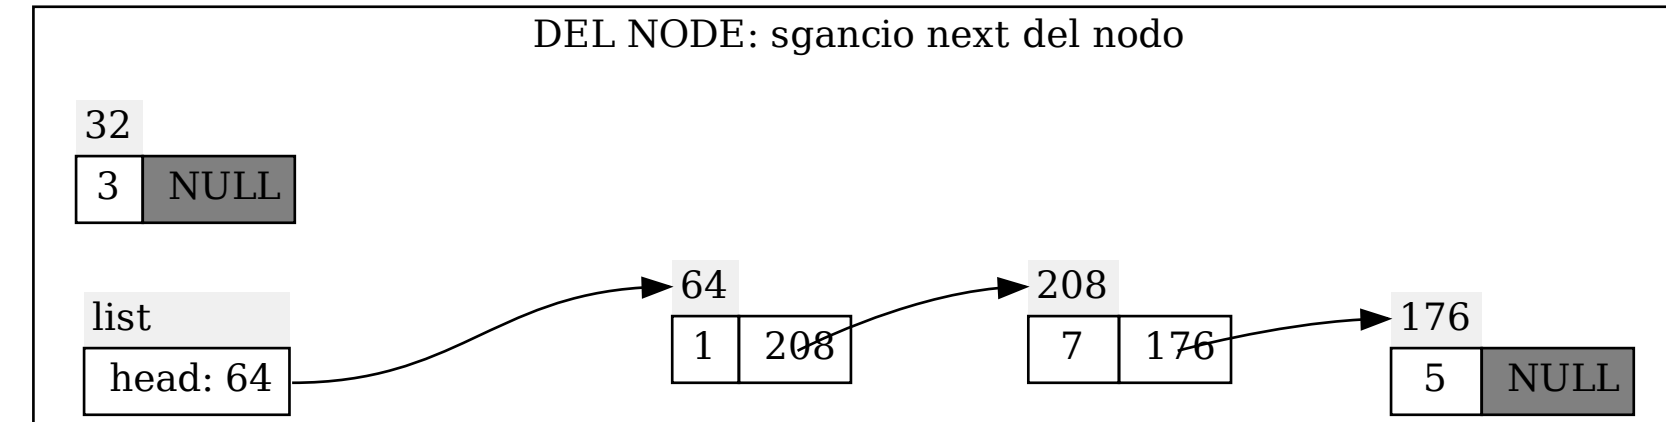 DEL NODE: sgancio next del nodo
32
3 NULL
64
1 208
208
7 176
list
head: 64
176
5 NULL